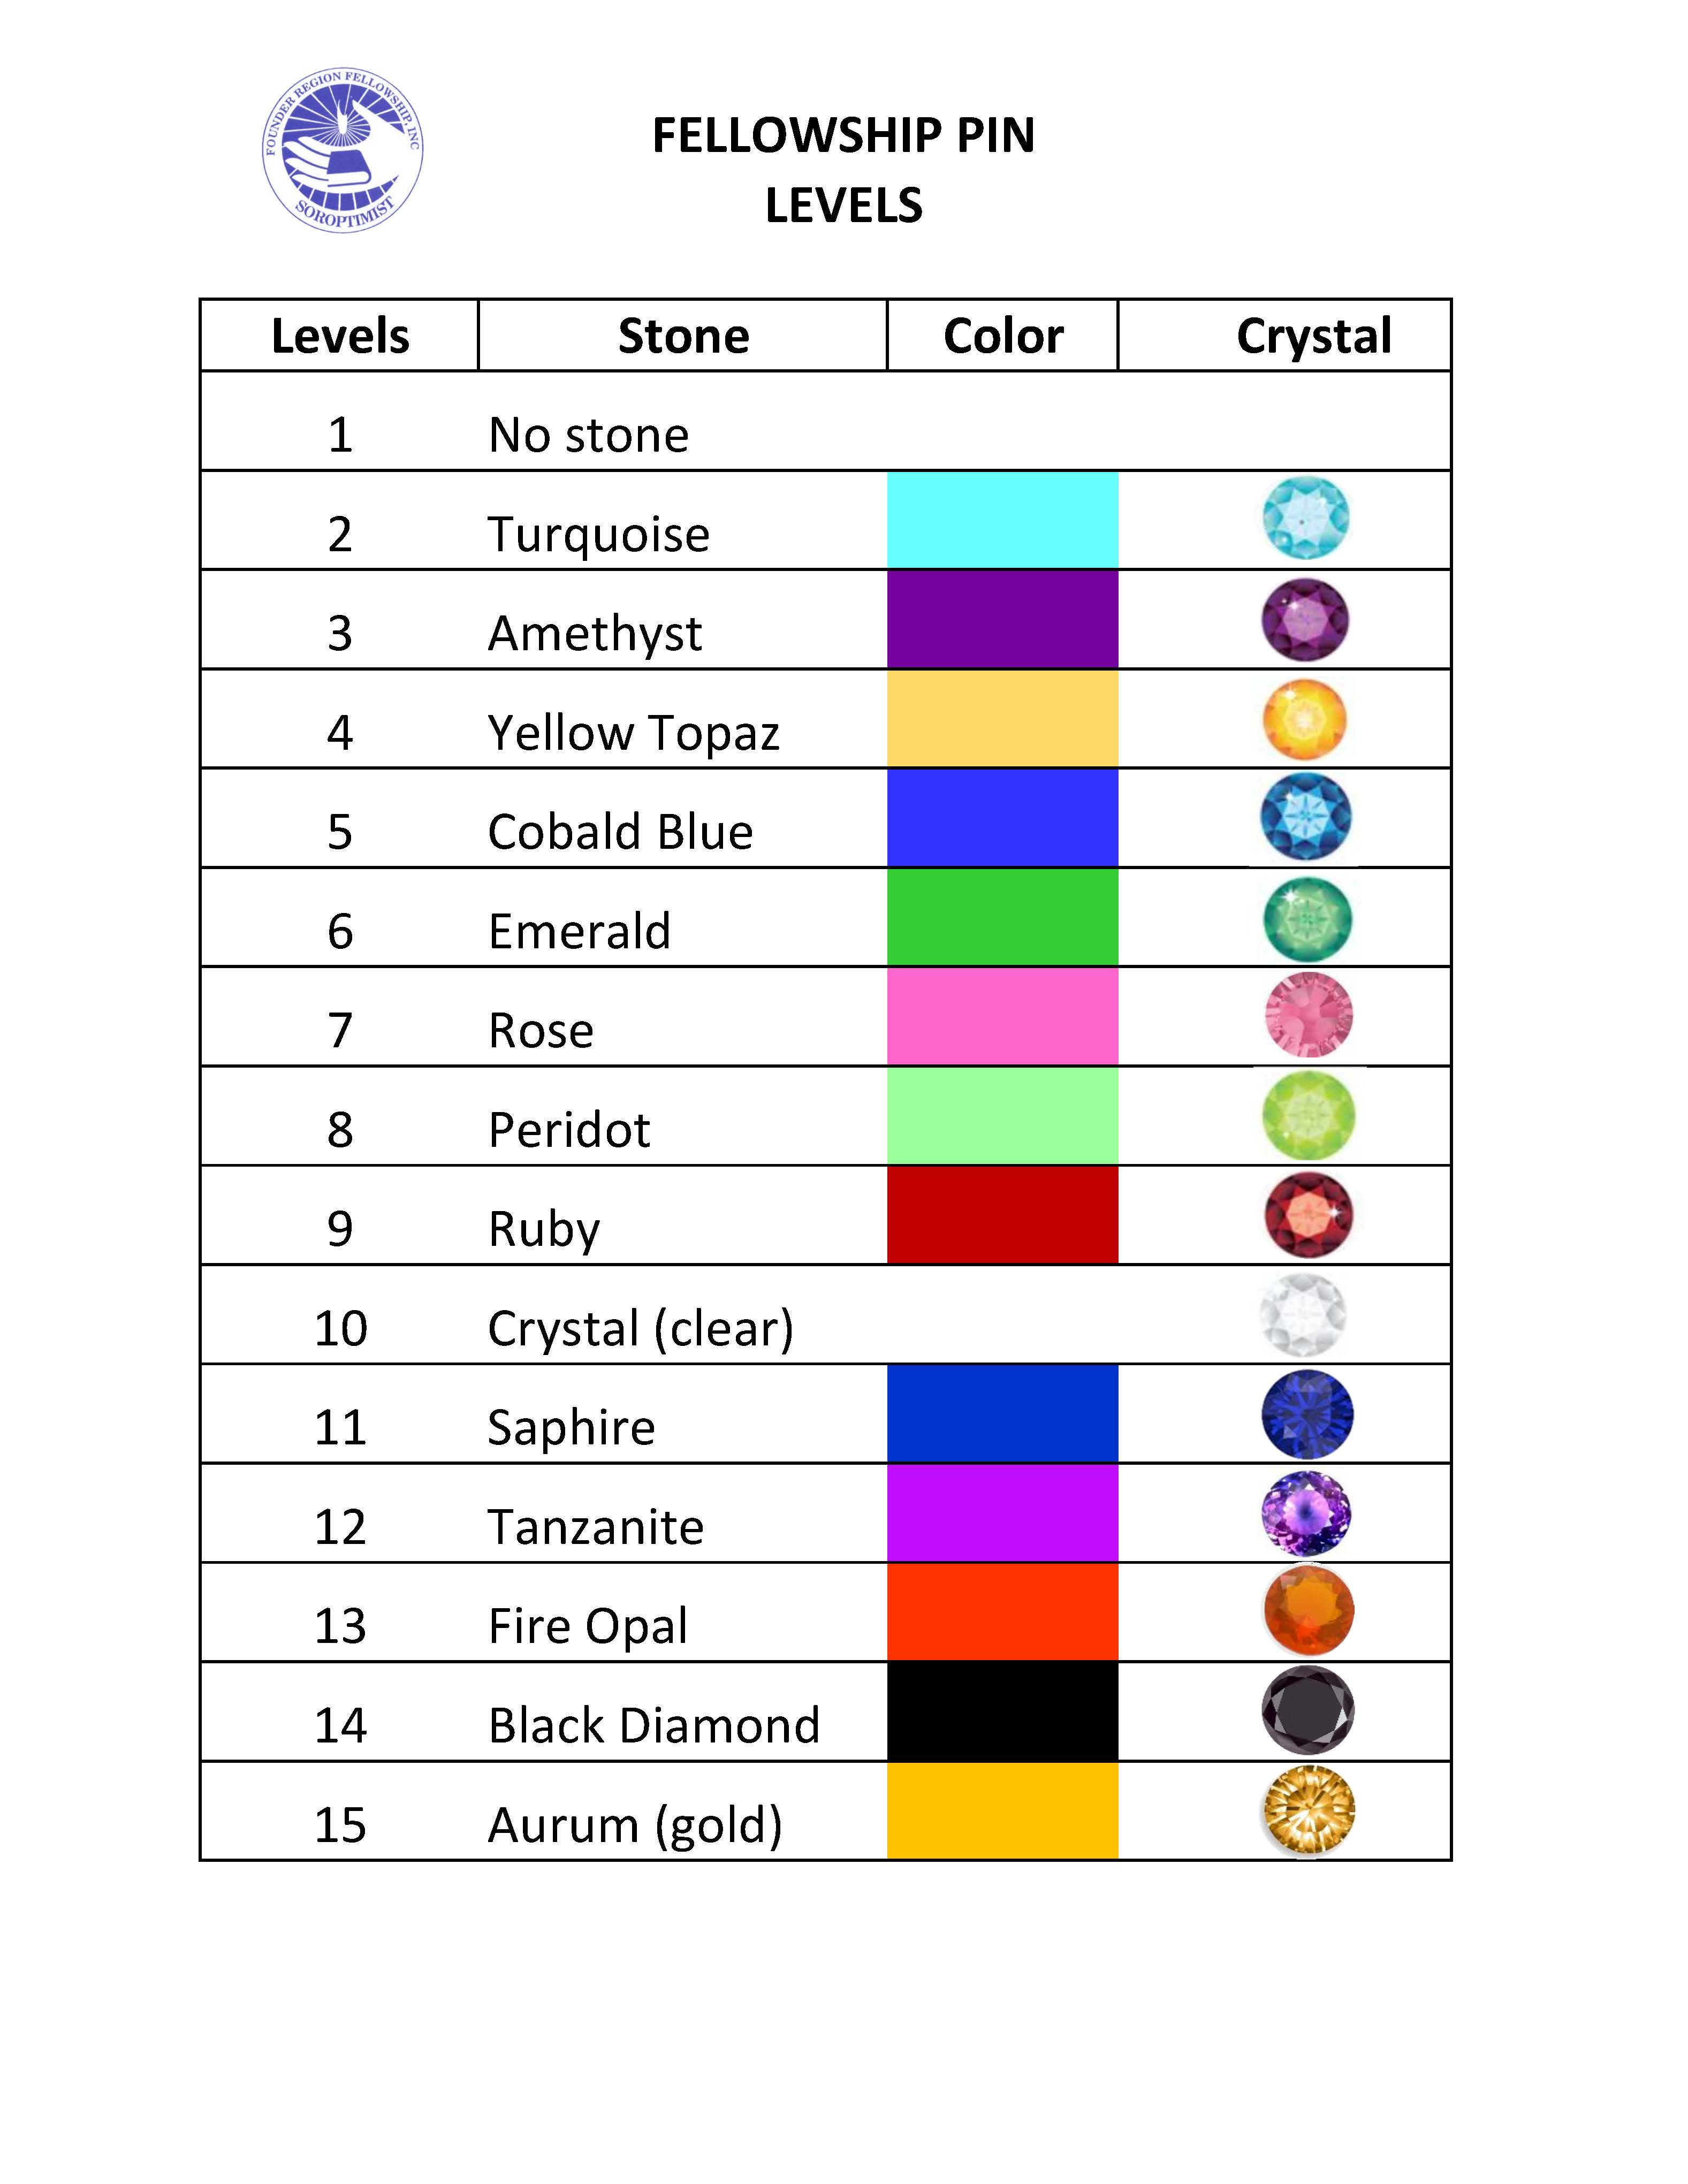 FOUNDER REGION FELLOWSHIP, INC
SOROPTIMIST
FELLOWSHIP PIN
LEVELS
Levels Stone Color Crystal
1 No stone
2 Turquoise
3 Amethyst
4 Yellow Topaz
5 Cobald Blue
6 Emerald
7 Rose
8 Peridot
9 Ruby
10 Crystal (clear)
11 Saphire
12 Tanzanite
13 Fire Opal
14 Black Diamond
15 Aurum (gold)